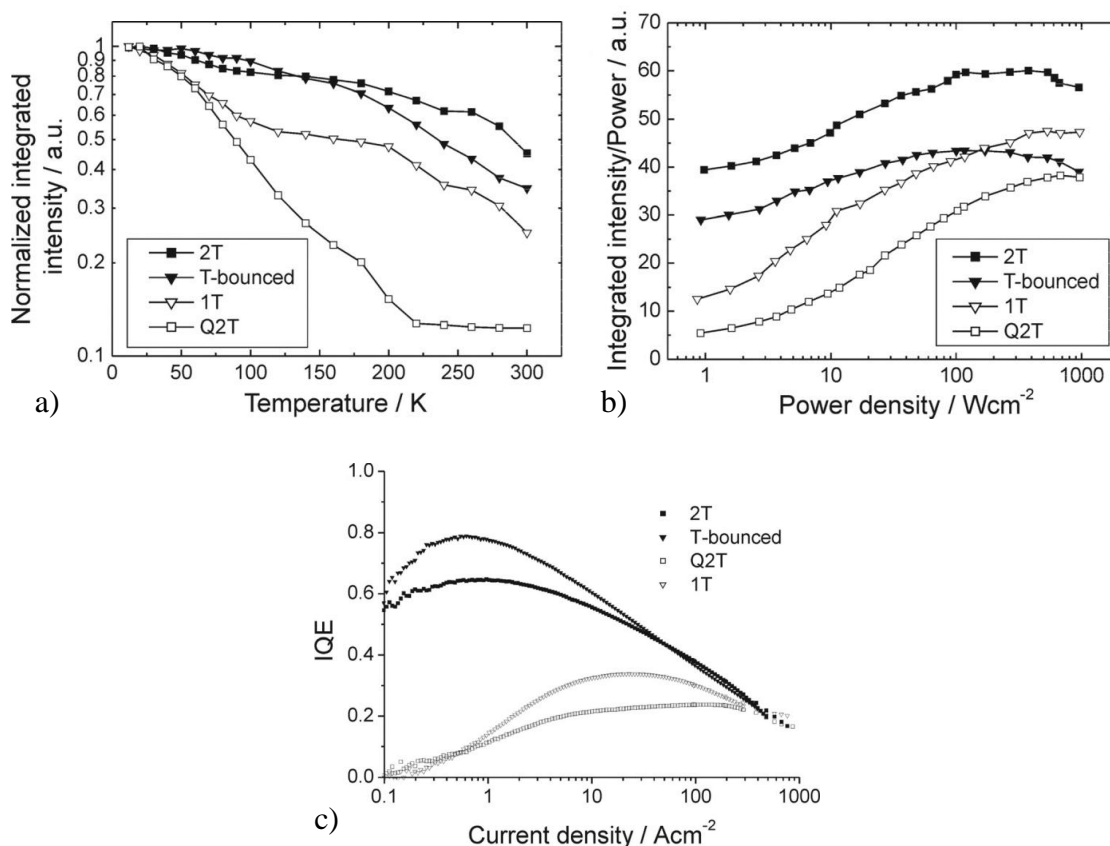 Normalized integrated
intensity / a.u.
1
0.9
0.8
0.7
0.6
0.5
0.4
0.3
0.2
0.1
2T
T-bounced
1T
Q2T
0 50 100 150 200 250 300
Temperature / K
a)
Integrated intensity/Power / a.u.
70
60
50
40
30
20
10
0
2T
T-bounced
1T
Q2T
1 10 100 1000
Power density / Wcm-2
b)
IQE
1.0
0.8
0.6
0.4
0.2
0.0
2T
T-bounced
Q2T
1T
0.1 1 10 100 1000
Current density / Acm-2
c)